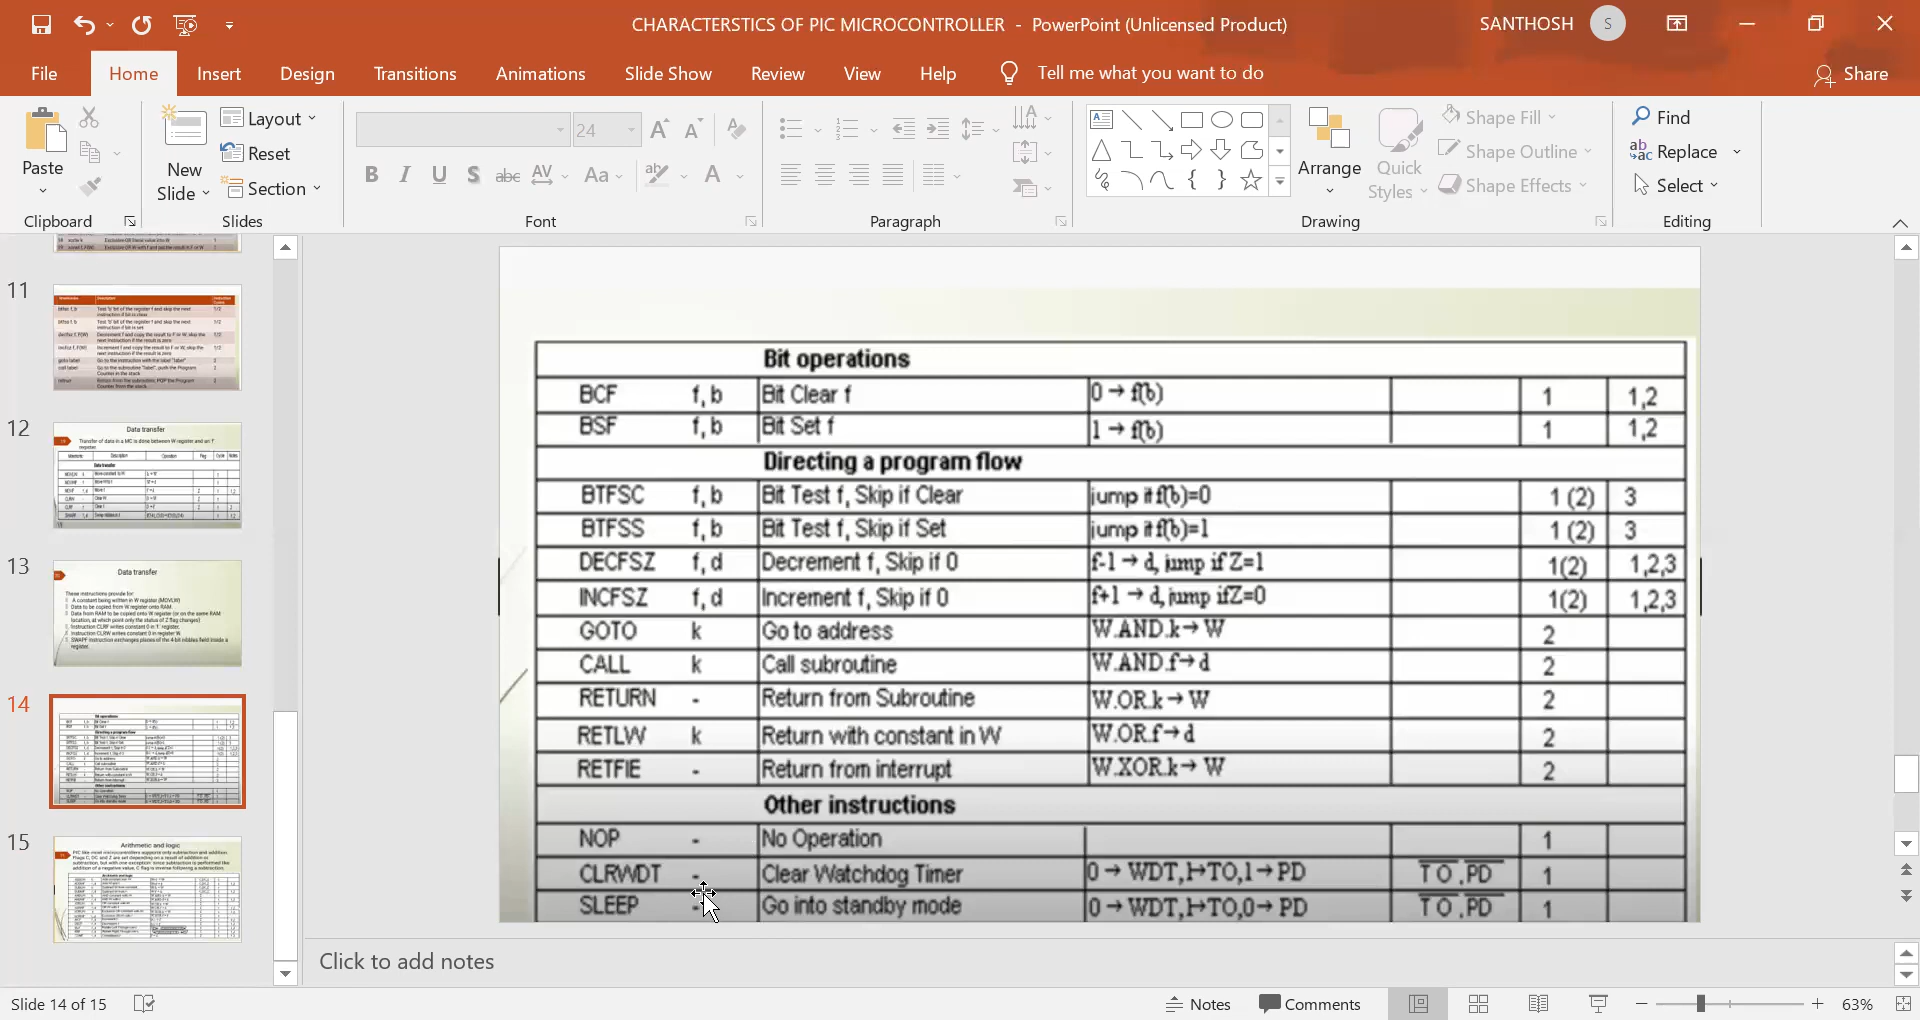 CHARACTERSTICS OF PIC MICROCONTROLLER - PowerPoint (Unlicensed Product)
SANTHOSH S
File Home Insert Design Transitions Animations Slide Show Review View Help Tell me what you want to do Share
Paste
Clipboard
New Slide
Layout
Reset
Section
Slides
24
Font
Paragraph
Arrange
Quick Styles
Shape Fill
Shape Outline
Shape Effects
Drawing
Find
Replace
Select
Editing
11
12
Data transfer
13
Data transfer
14
15
Arithmetic and logic
Bit operations
BCF f, b Bit Clear f 0 → f(b) 1 1,2
BSF f, b Bit Set f 1 → f(b) 1 1,2
Directing a program flow
BTFSC f, b Bit Test f, Skip if Clear jump if f(b)=0 1 (2) 3
BTFSS f, b Bit Test f, Skip if Set jump if f(b)=1 1 (2) 3
DECFSZ f, d Decrement f, Skip if 0 f-1 → d, jump if Z=1 1(2) 1,2,3
INCFSZ f, d Increment f, Skip if 0 f+1 → d, jump ifZ=0 1(2) 1,2,3
GOTO k Go to address W.AND.k→ W 2
CALL k Call subroutine W.AND.f→ d 2
RETURN - Return from Subroutine W.OR.k → W 2
RETLW k Return with constant in W W.OR.f→ d 2
RETFIE - Return from interrupt W.XOR.k→ W 2
Other instructions
NOP - No Operation 1
CLRWDT - Clear Watchdog Timer 0 → WDT,1→TO,1→ PD TO,PD 1
SLEEP - Go into standby mode 0 → WDT,1→TO,0→ PD TO,PD 1
Click to add notes
Slide 14 of 15
Notes Comments 63%